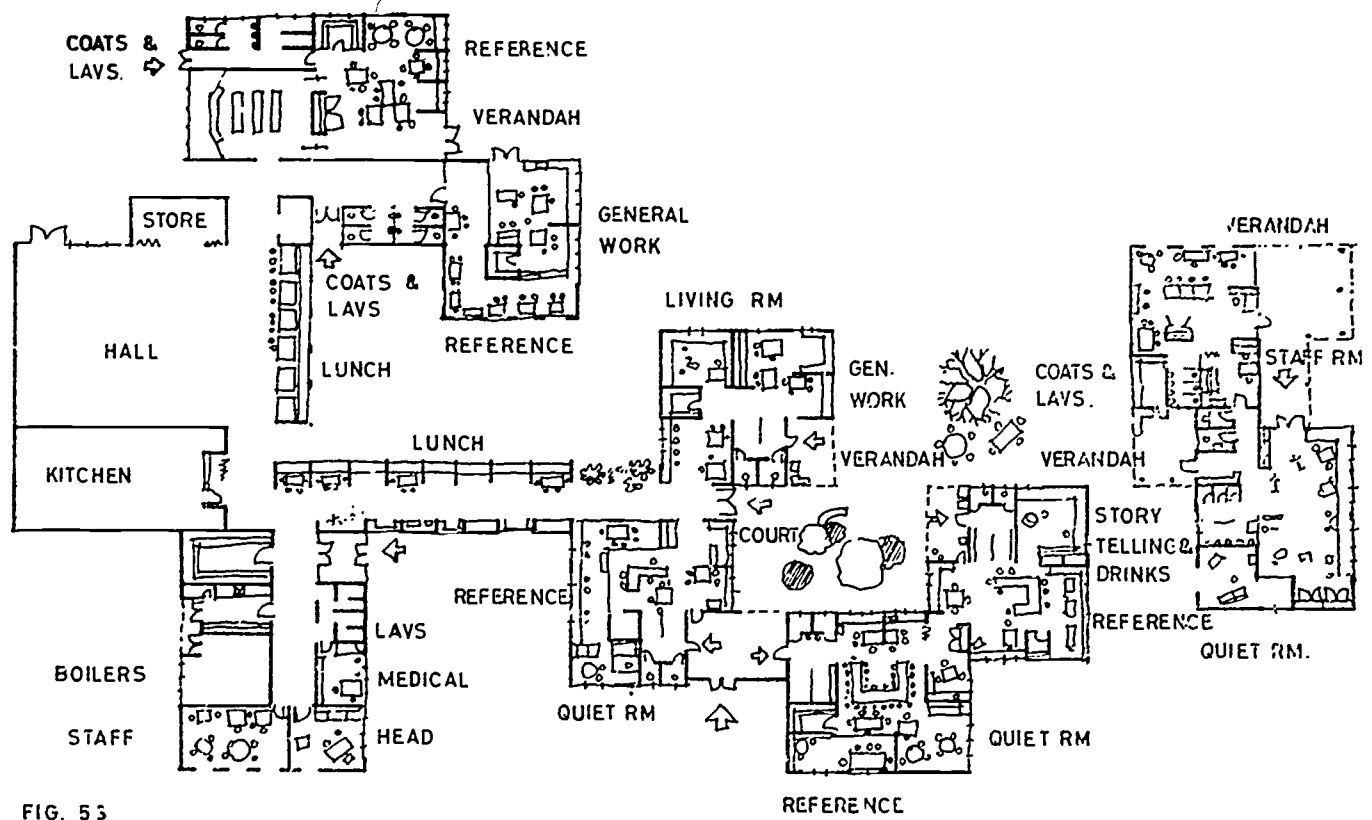 COATS &
LAVS.
REFERENCE
VERANDAH
STORE
GENERAL
WORK
COATS &
LAVS
HALL
LUNCH
REFERENCE
LIVING RM
VERANDAH
STAFF RM
GEN.
WORK
COATS &
LAVS.
LUNCH
KITCHEN
VERANDAH
VERANDAH
COURT
STORY
TELLING &
DRINKS
REFERENCE
REFERENCE
LAVS
BOILERS
MEDICAL
QUIET RM.
QUIET RM
STAFF
HEAD
QUIET RM
REFERENCE